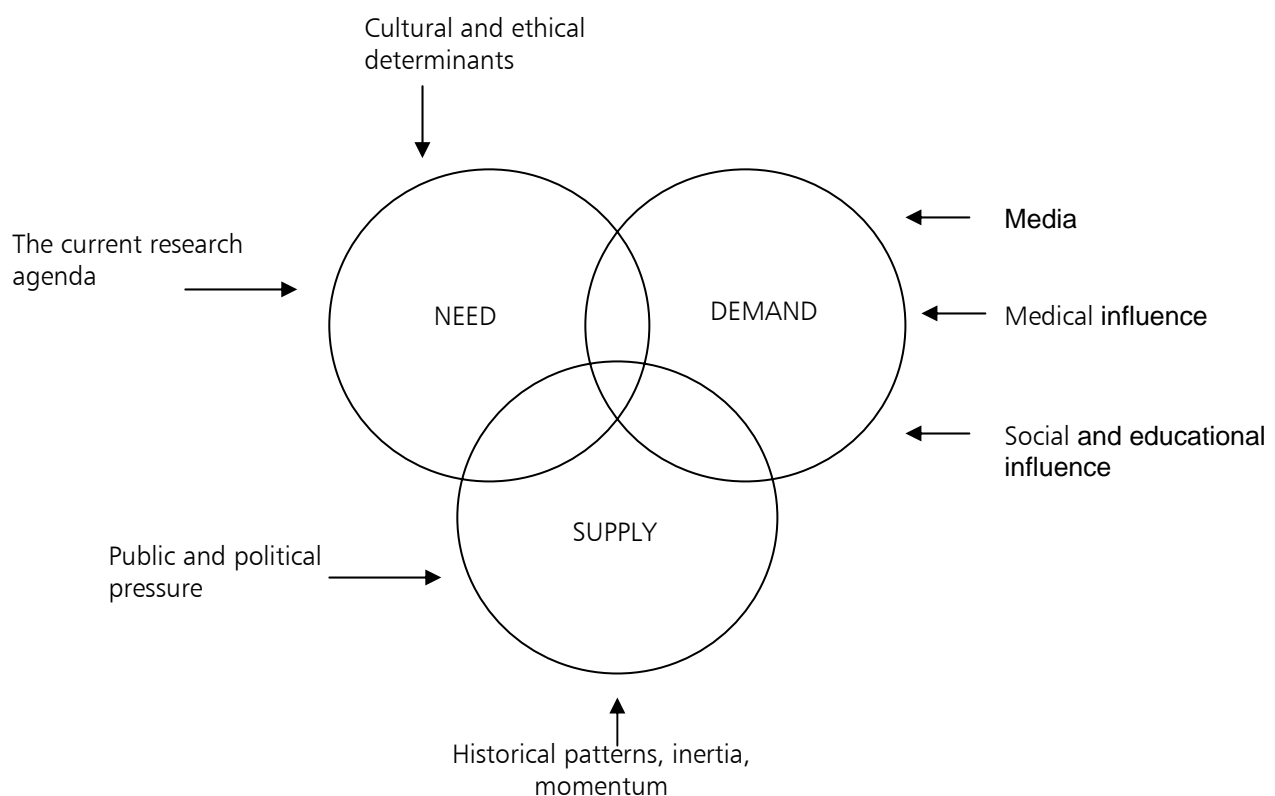 Cultural and ethical
determinants
The current research
agenda
NEED
DEMAND
Media
Medical influence
Social and educational
influence
SUPPLY
Public and political
pressure
Historical patterns, inertia,
momentum